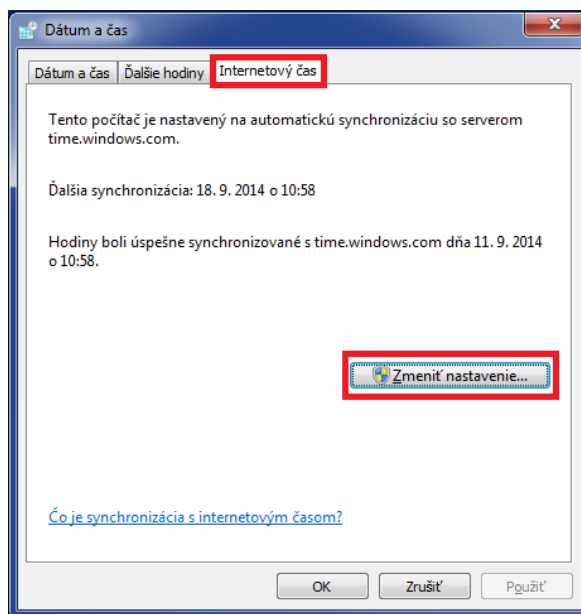 Dátum a čas
Dátum a čas Ďalšie hodiny Internetový čas
Tento počítač je nastavený na automatickú synchronizáciu so serverom
time.windows.com.
Ďalšia synchronizácia: 18. 9. 2014 o 10:58
Hodiny boli úspešne synchronizované s time.windows.com dňa 11. 9. 2014
o 10:58.
Zmeniť nastavenie...
Čo je synchronizácia s internetovým časom?
OK Zrušiť Použiť